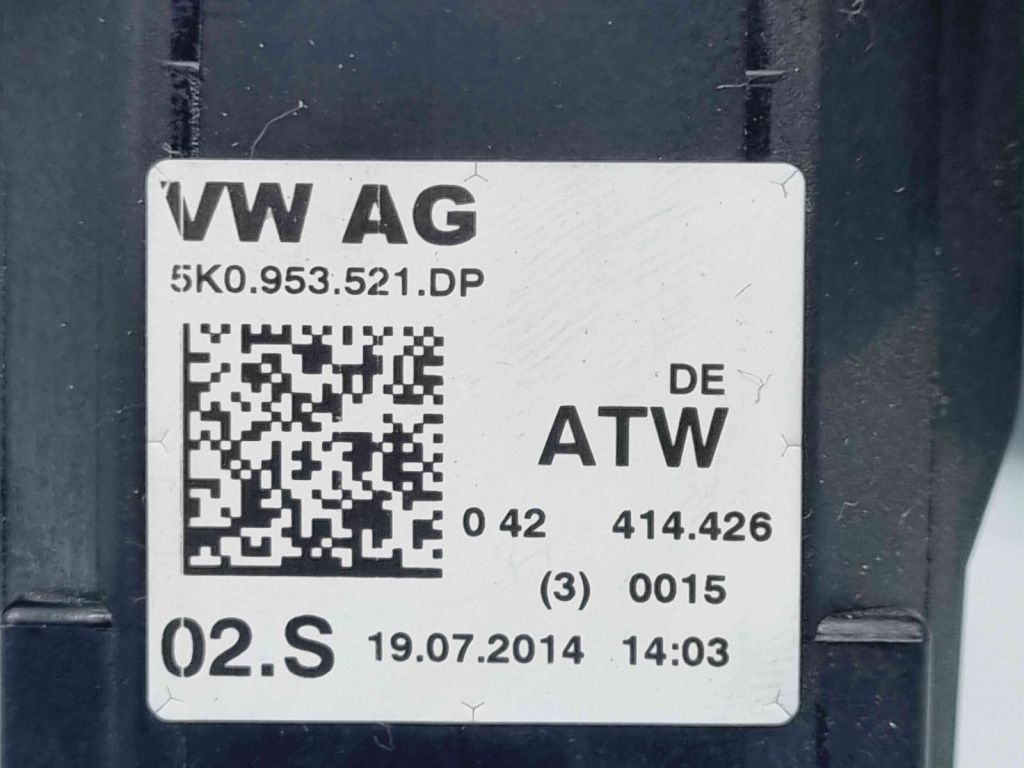 VW AG
5K0.953.521.DP
DE
ATW
0 42 414.426
(3) 0015
02.S 19.07.2014 14:03